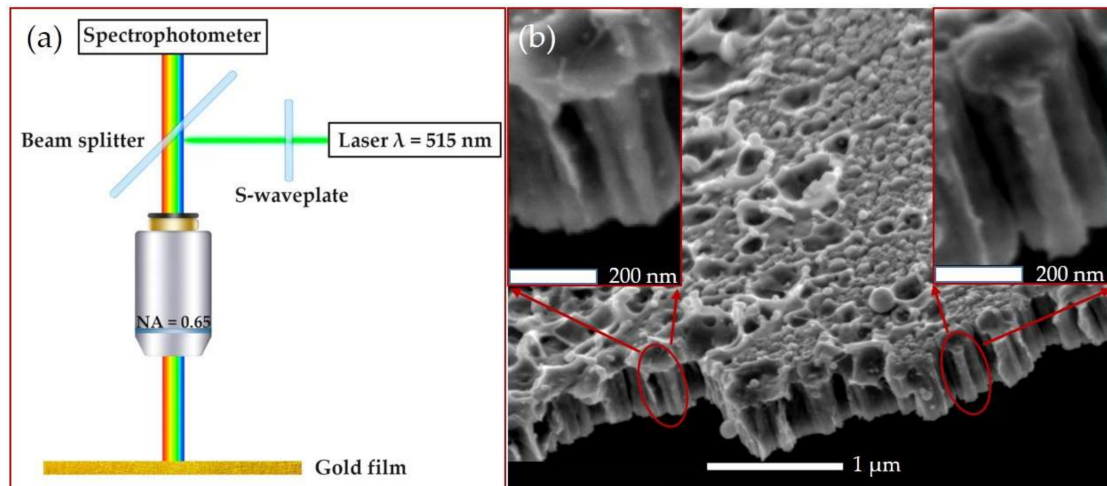 (a)
Spectrophotometer
Beam splitter
Laser λ = 515 nm
S-waveplate
NA = 0.65
Gold film
(b)
200 nm
200 nm
1 μm